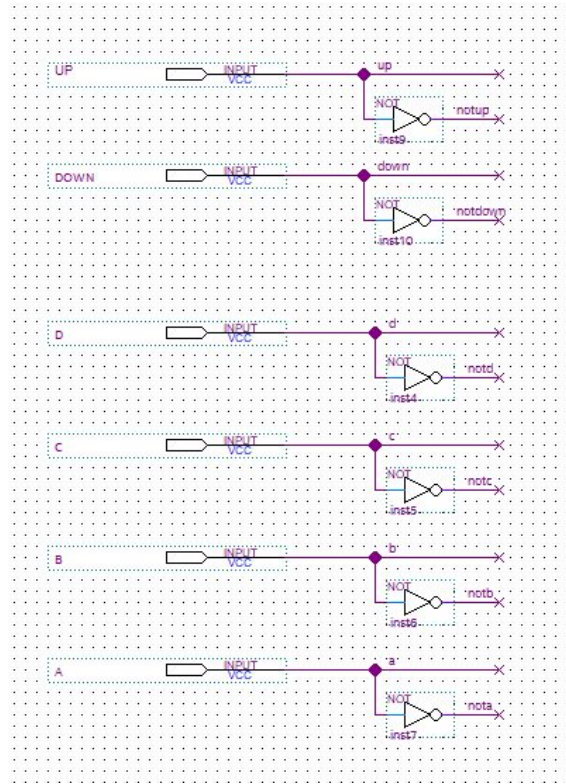 UP INPUT VCC up
NOT notup
inst9
DOWN INPUT VCC down
NOT notdown
inst10
D INPUT VCC d
NOT notd
inst4
C INPUT VCC c
NOT notc
inst5
B INPUT VCC b
NOT notb
inst6
A INPUT VCC a
NOT nota
inst7